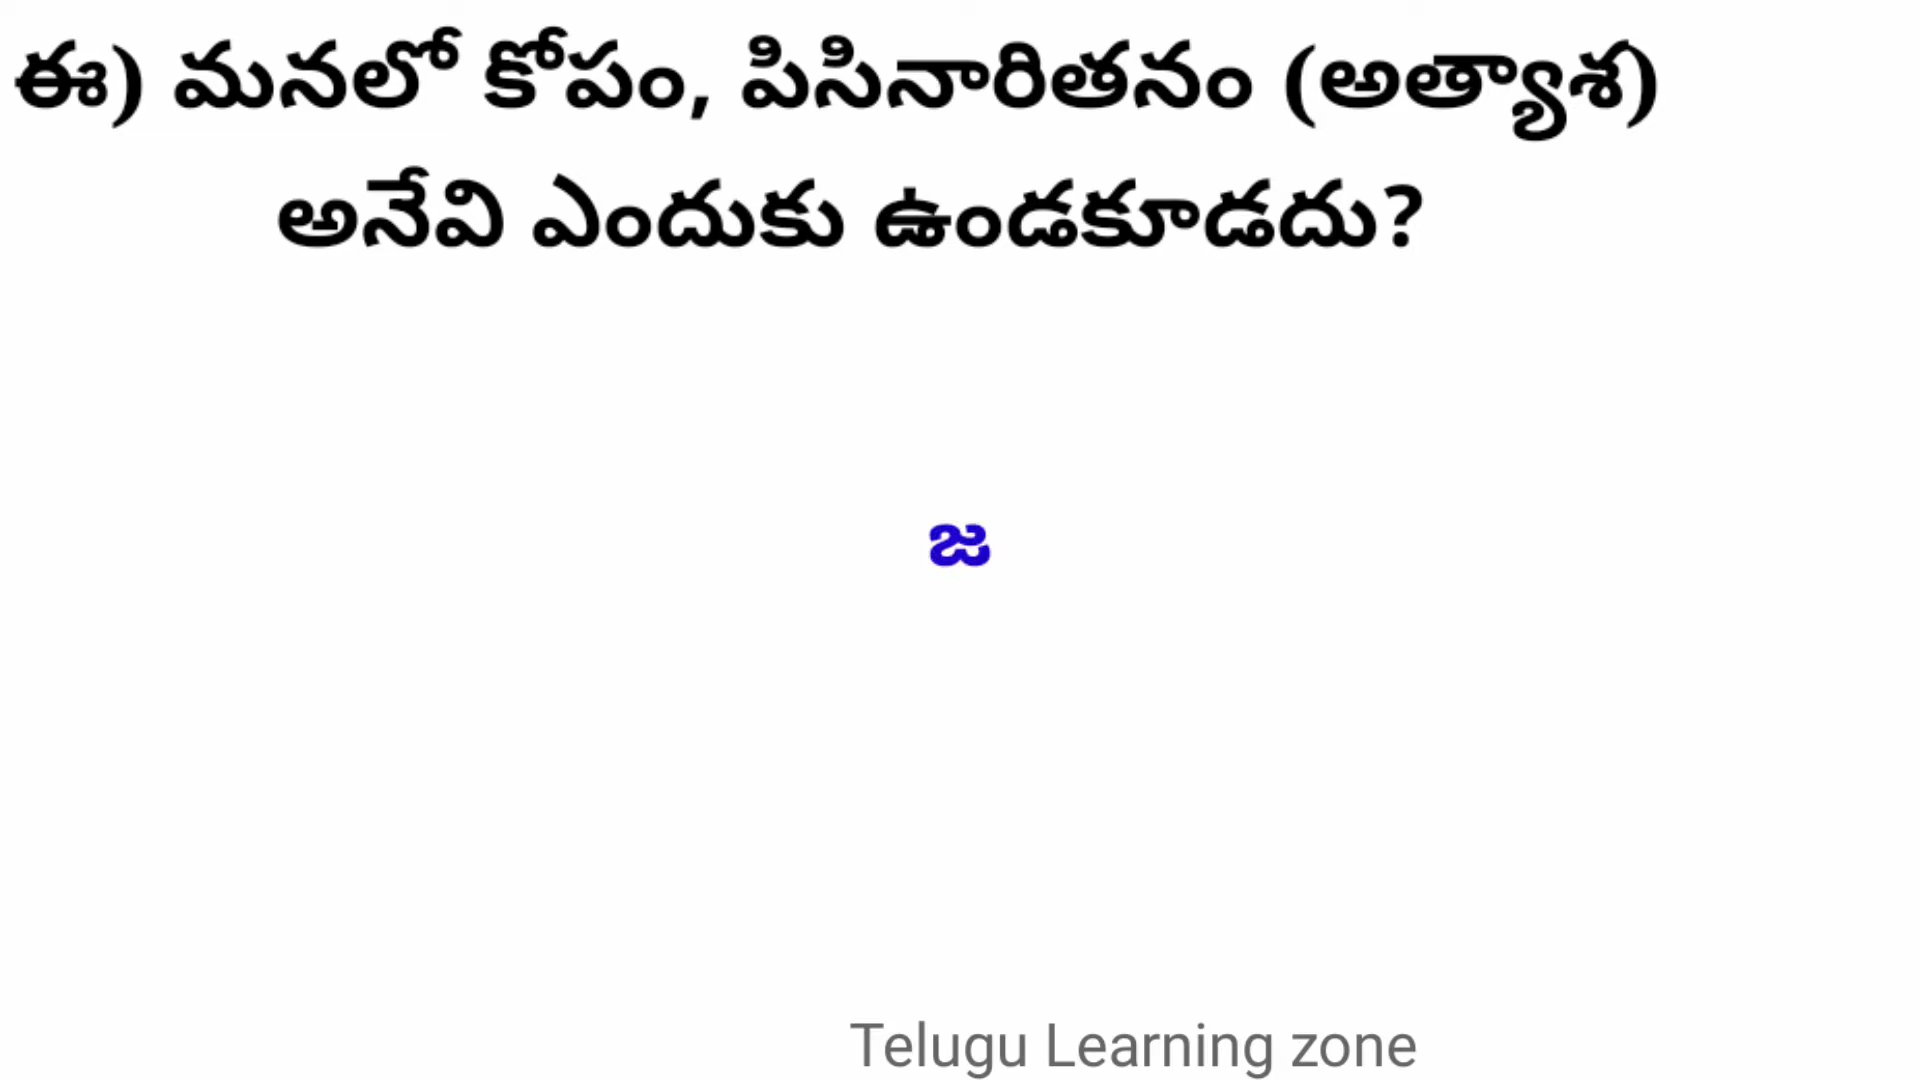 ఈ) మనలో కోపం, పిసినారితనం (అత్యాశ)
అనేవి ఎందుకు ఉండకూడదు?
జ
Telugu Learning zone